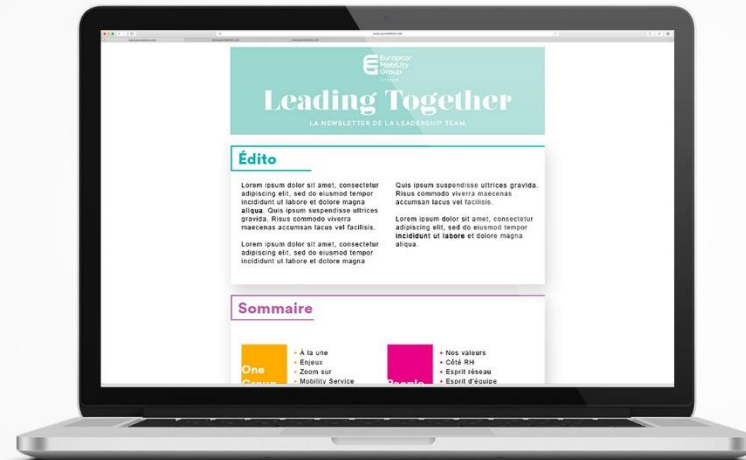 Europcar
Mobility
Group
Leading Together
LA NEWSLETTER DE LA LEADERSHIP TEAM
Édito
Lorem ipsum dolor sit amet, consectetur
adipiscing elit, sed do eiusmod tempor
incididunt ut labore et dolore magna
aliqua. Quis ipsum suspendisse ultrices
gravida. Risus commodo viverra
maecenas accumsan lacus vel facilisis.
Lorem ipsum dolor sit amet, consectetur
adipiscing elit, sed do eiusmod tempor
incididunt ut labore et dolore magna
Quis ipsum suspendisse ultrices gravida.
Risus commodo viverra maecenas
accumsan lacus vel facilisis.
Lorem ipsum dolor sit amet, consectetur
adipiscing elit, sed do eiusmod tempor
incididunt ut labore et dolore magna
aliqua.
Sommaire
One
Group
• À la une
• Enjeux
• Zoom sur
• Mobility Service
People
• Nos valeurs
• Côté RH
• Esprit réseau
• Esprit d'équipe